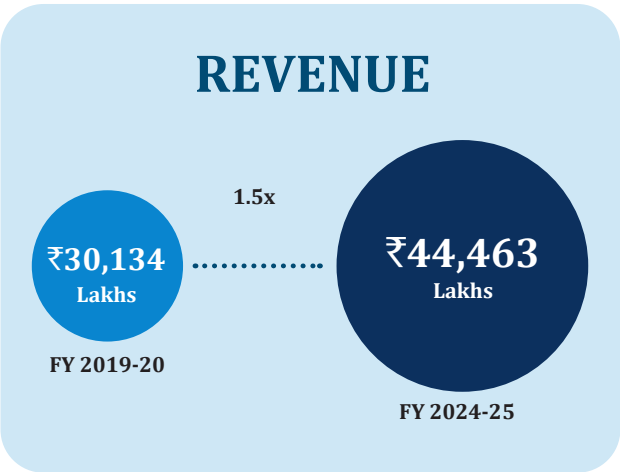 REVENUE
1.5x
₹30,134
Lakhs
FY 2019-20
₹44,463
Lakhs
FY 2024-25